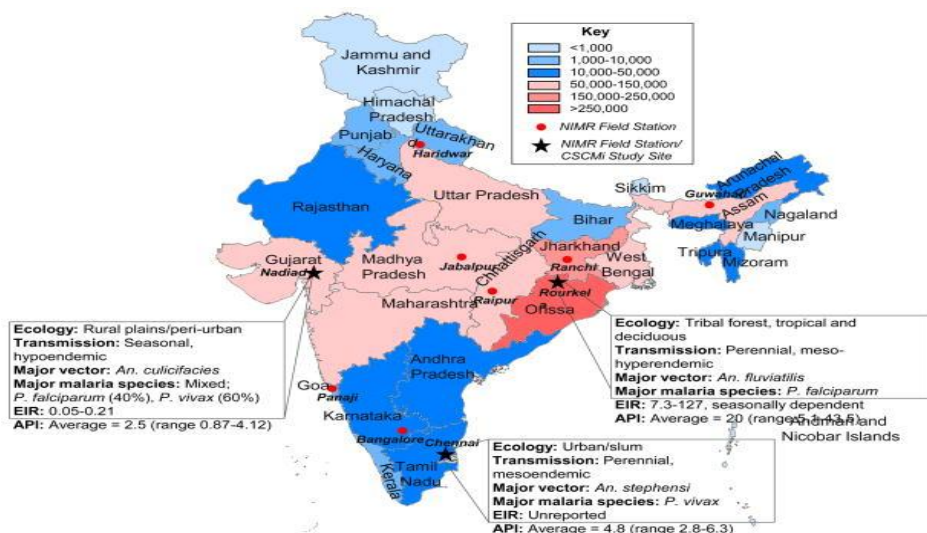 Key
<1,000
1,000-10,000
10,000-50,000
50,000-150,000
150,000-250,000
>250,000
NIMR Field Station
NIMR Field Station/
CSCMi Study Site
Jammu and
Kashmir
Himachal
Pradesh
Punjab
Uttarakhan
d
Haridwar
Haryana
Rajasthan
Uttar Pradesh
Sikkim
Arunachal
Pradesh
Guwahati
Assam
Nagaland
Meghalaya
Manipur
Tripura
Mizoram
Bihar
Jharkhand
Ranchi
West
Bengal
Gujarat
Nadiad
Madhya
Pradesh
Jabalpur
Chhattisgarh
Raipur
Rourkel
a
Orissa
Maharashtra
Andhra
Pradesh
Goa
Panaji
Karnataka
Bangalore
Chennai
Tamil
Nadu
Kerala
Andaman and
Nicobar Islands
Ecology: Rural plains/peri-urban
Transmission: Seasonal,
hypoendemic
Major vector: An. culicifacies
Major malaria species: Mixed;
P. falciparum (40%), P. vivax (60%)
EIR: 0.05-0.21
API: Average = 2.5 (range 0.87-4.12)
Ecology: Tribal forest, tropical and
deciduous
Transmission: Perennial, meso-
hyperendemic
Major vector: An. fluviatilis
Major malaria species: P. falciparum
EIR: 7.3-127, seasonally dependent
API: Average = 20 (range 5.1-43.5)
Ecology: Urban/slum
Transmission: Perennial,
mesoendemic
Major vector: An. stephensi
Major malaria species: P. vivax
EIR: Unreported
API: Average = 4.8 (range 2.8-6.3)